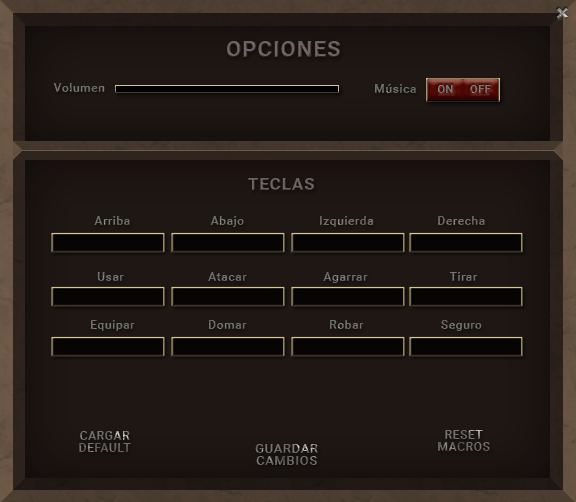 OPCIONES
Volumen
Música
ON OFF
TECLAS
Arriba Abajo Izquierda Derecha
Usar Atacar Agarrar Tirar
Equipar Domar Robar Seguro
CARGAR
DEFAULT
GUARDAR
CAMBIOS
RESET
MACROS